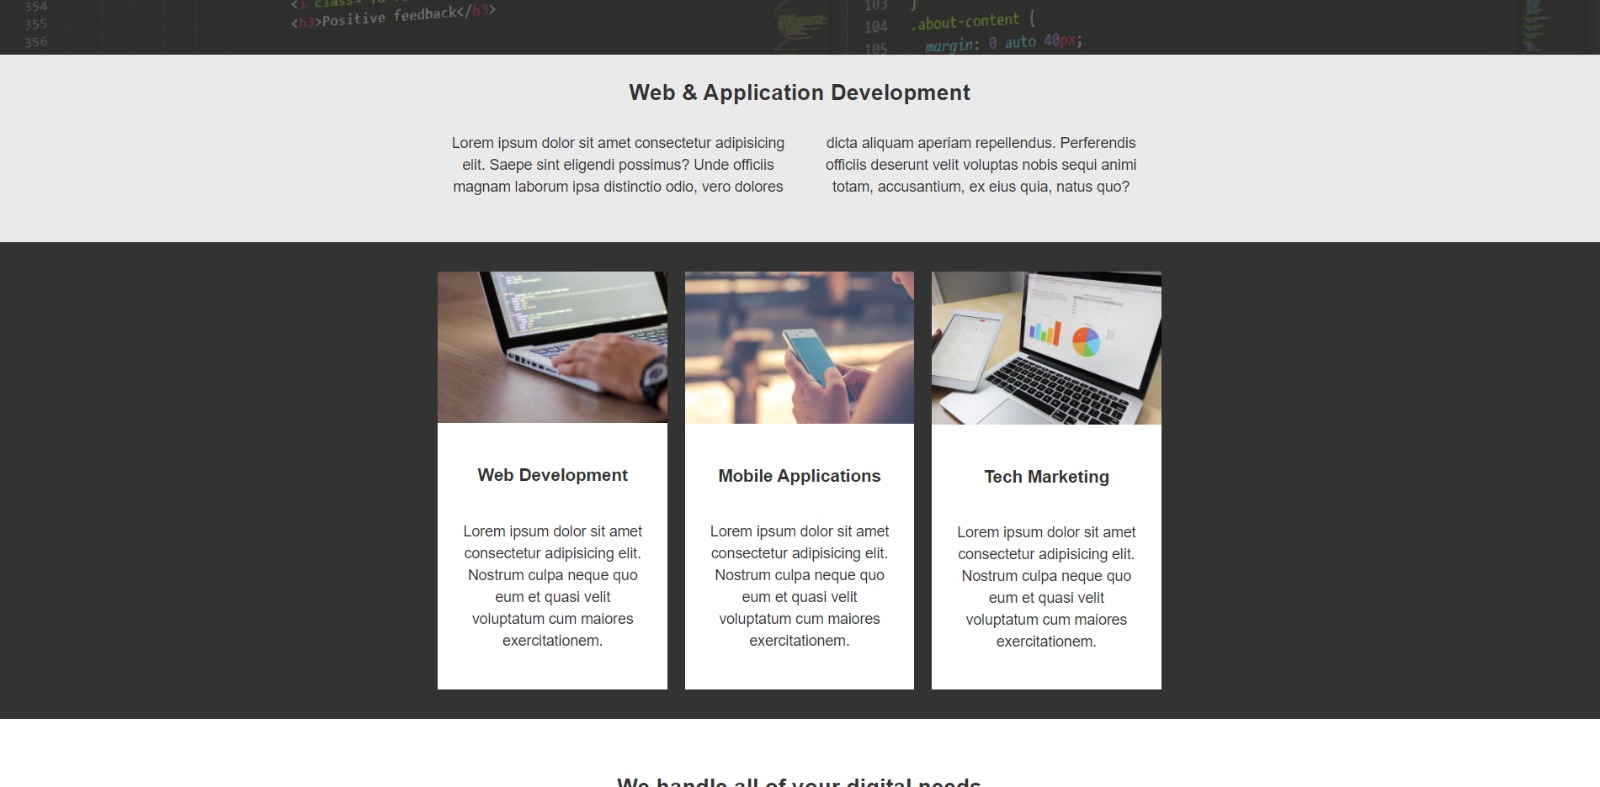 354
<i class="fa fa-
355
<h3>Positive feedback</h3>
356
103 }
104 .about-content {
105 margin: 0 auto 40px;
Web & Application Development
Lorem ipsum dolor sit amet consectetur adipisicing
elit. Saepe sint eligendi possimus? Unde officiis
magnam laborum ipsa distinctio odio, vero dolores
dicta aliquam aperiam repellendus. Perferendis
officiis deserunt velit voluptas nobis sequi animi
totam, accusantium, ex eius quia, natus quo?
Web Development
Lorem ipsum dolor sit amet
consectetur adipisicing elit.
Nostrum culpa neque quo
eum et quasi velit
voluptatum cum maiores
exercitationem.
Mobile Applications
Lorem ipsum dolor sit amet
consectetur adipisicing elit.
Nostrum culpa neque quo
eum et quasi velit
voluptatum cum maiores
exercitationem.
Tech Marketing
Lorem ipsum dolor sit amet
consectetur adipisicing elit.
Nostrum culpa neque quo
eum et quasi velit
voluptatum cum maiores
exercitationem.
We handle all of your digital needs